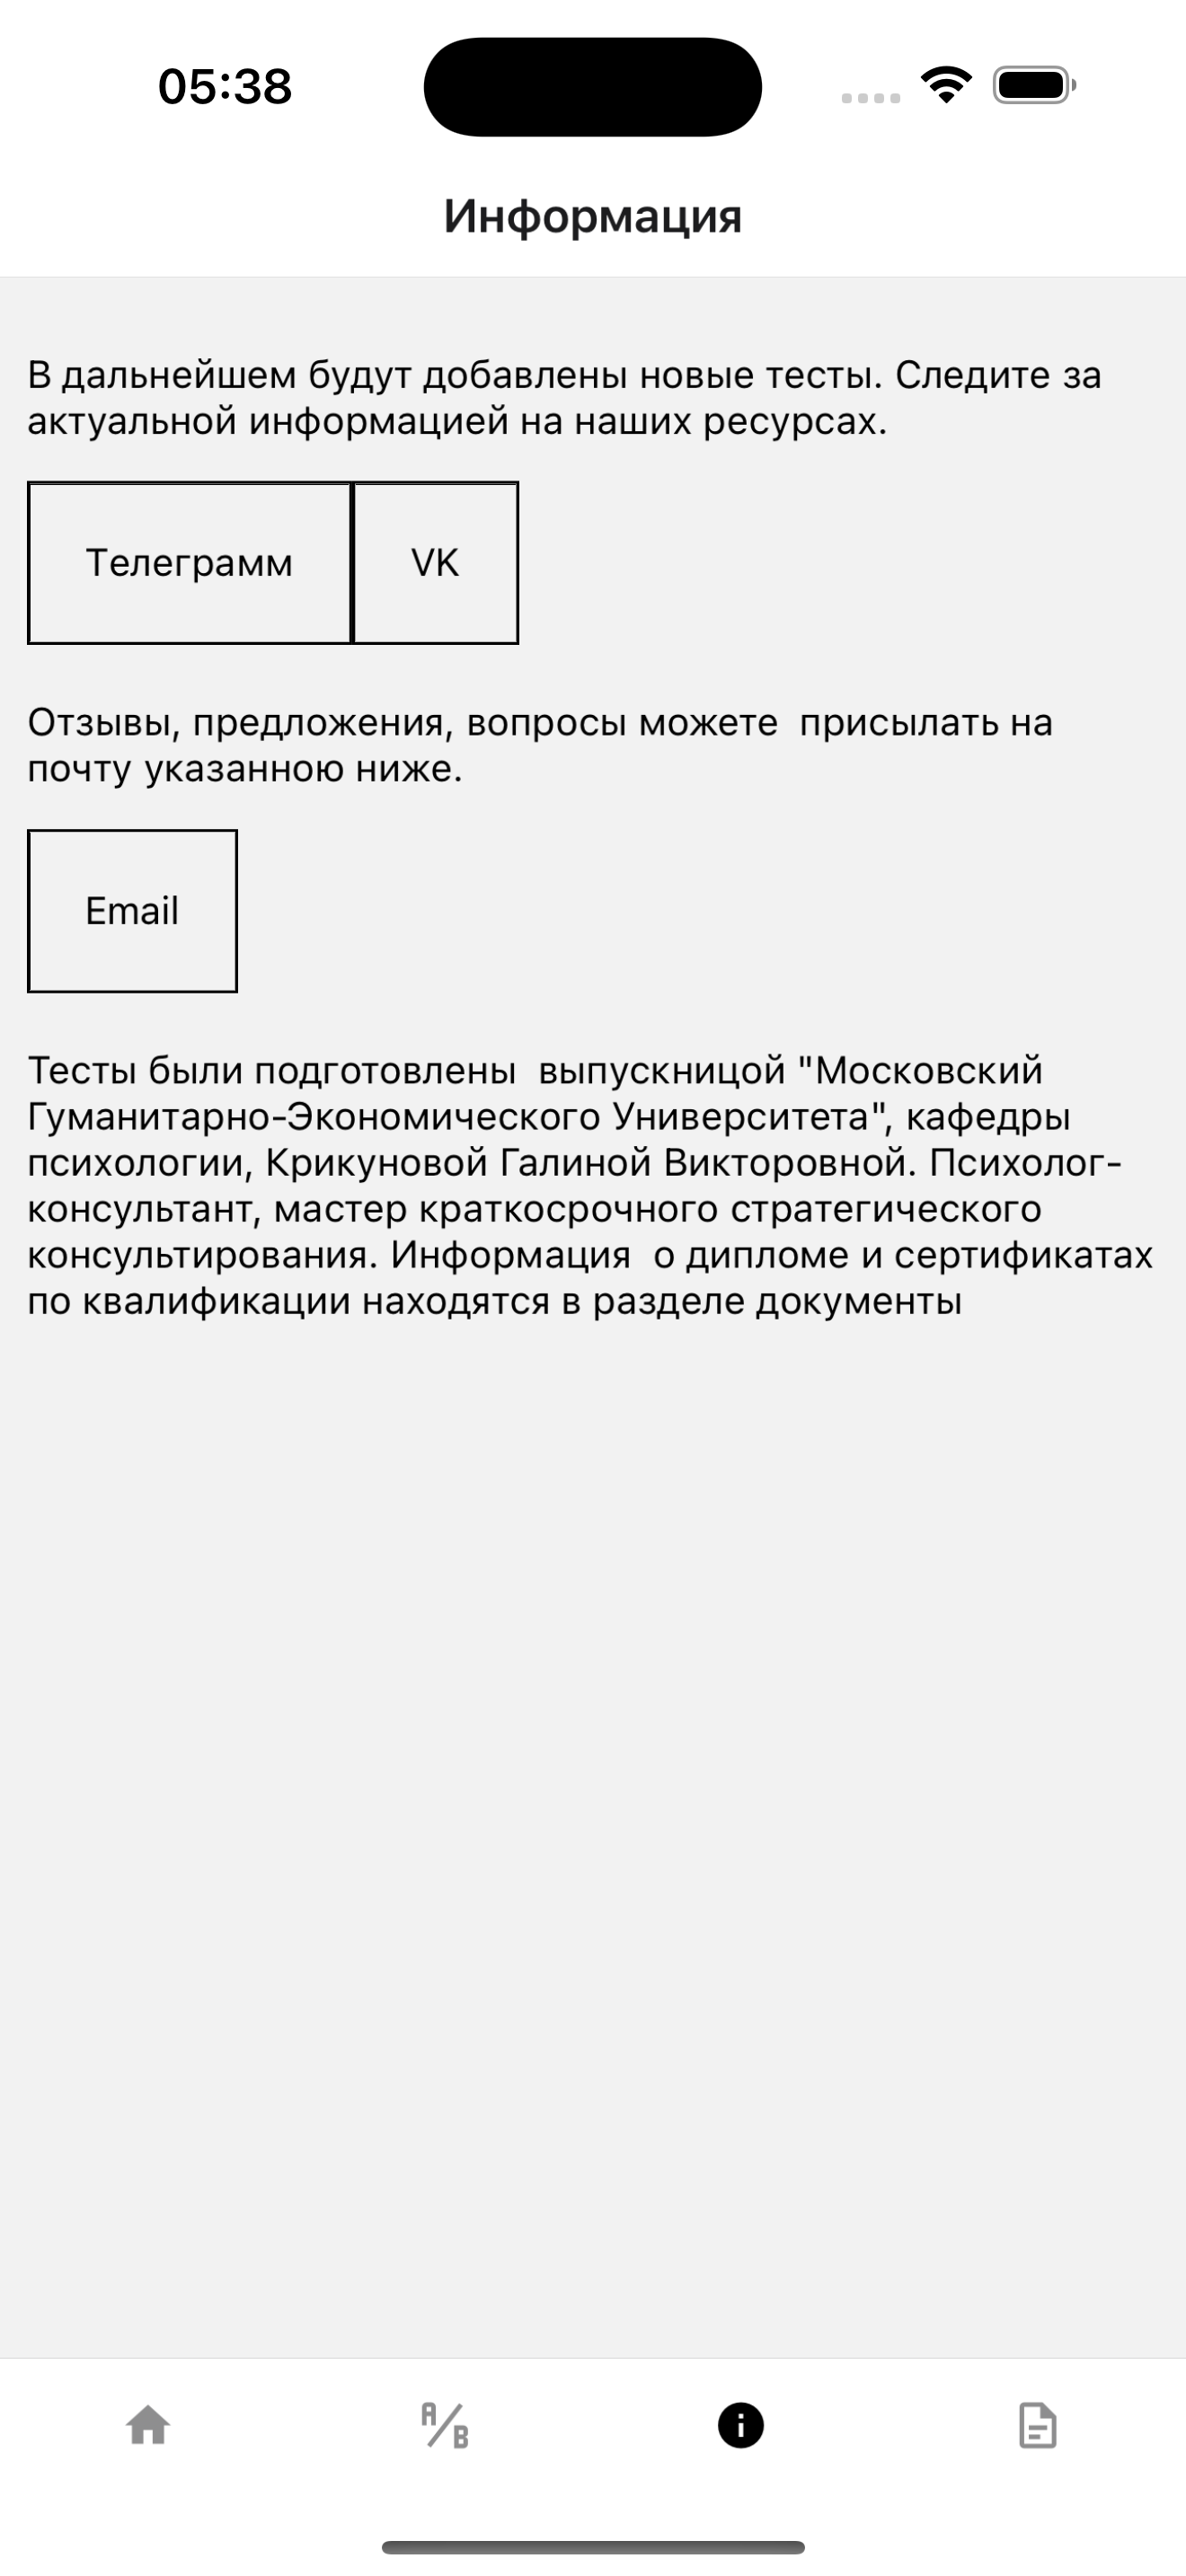 05:38
Информация
В дальнейшем будут добавлены новые тесты. Следите за
актуальной информацией на наших ресурсах.
Телеграмм
VK
Отзывы, предложения, вопросы можете  присылать на
почту указанною ниже.
Email
Тесты были подготовлены  выпускницой "Московский
Гуманитарно-Экономического Университета", кафедры
психологии, Крикуновой Галиной Викторовной. Психолог-
консультант, мастер краткосрочного стратегического
консультирования. Информация  о дипломе и сертификатах
по квалификации находятся в разделе документы
A/B